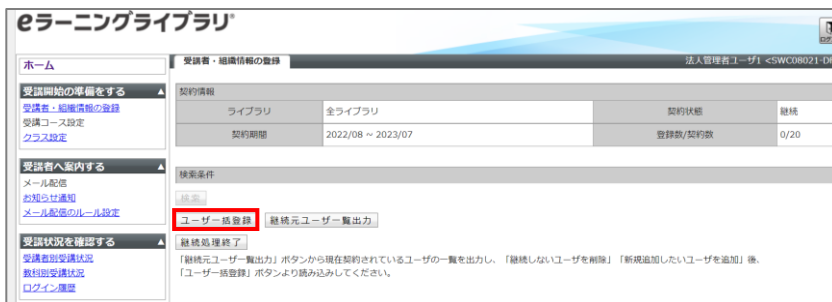 eラーニングライブラリ®
ホーム
受講者・組織情報の登録
法人管理者ユーザ1 <SWC08021-D
受講開始の準備をする ▲
受講者・組織情報の登録
受講コース設定
クラス設定
契約情報
ライブラリ 全ライブラリ 契約状態 継続
契約期間 2022/08 ~ 2023/07 登録数/契約数 0/20
受講者へ案内する ▲
メール配信
お知らせ通知
メール配信のルール設定
検索条件
検索
ユーザー括登録 継続元ユーザー覧出力
継続処理終了
受講状況を確認する ▲
受講者別受講状況
教科別受講状況
ログイン履歴
「継続元ユーザー覧出力」ボタンから現在契約されているユーザの一覧を出力し、「継続しないユーザを削除」「新規追加したいユーザを追加」後、
「ユーザー括登録」ボタンより読み込みしてください。